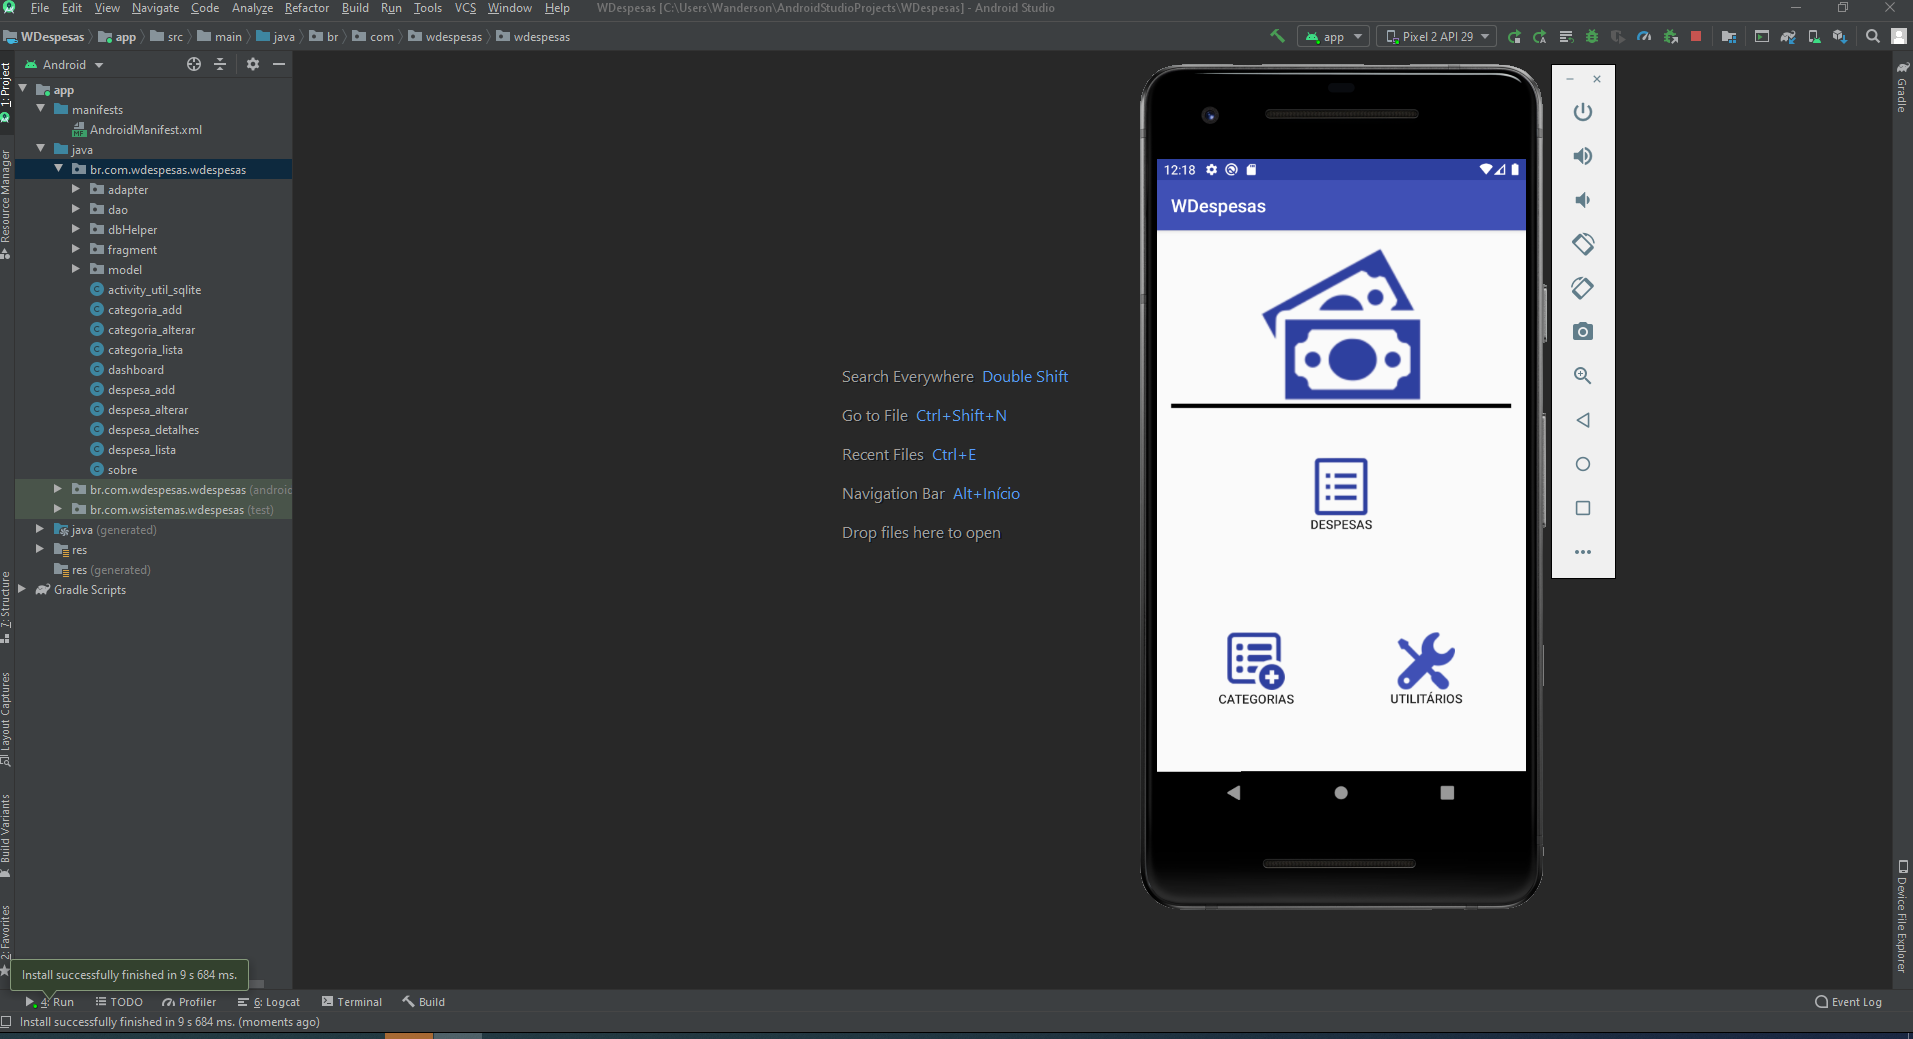 File Edit View Navigate Code Analyze Refactor Build Run Tools VCS Window Help WDespesas [C:\Users\Wanderson\AndroidStudioProjects\WDespesas] - Android Studio
WDespesas app src main java br com wdespesas wdespesas app Pixel 2 API 29
Android
1: Project
Resource Manager
7: Structure
Layout Captures
Build Variants
2: Favorites
app
manifests
AndroidManifest.xml
java
br.com.wdespesas.wdespesas
adapter
dao
dbHelper
fragment
model
activity_util_sqlite
categoria_add
categoria_alterar
categoria_lista
dashboard
despesa_add
despesa_alterar
despesa_detalhes
despesa_lista
sobre
br.com.wdespesas.wdespesas (android
br.com.wsistemas.wdespesas (test)
java (generated)
res
res (generated)
Gradle Scripts
Search Everywhere Double Shift
Go to File Ctrl+Shift+N
Recent Files Ctrl+E
Navigation Bar Alt+Início
Drop files here to open
12:18
WDespesas
DESPESAS
CATEGORIAS UTILITÁRIOS
Gradle
Device File Explorer
Install successfully finished in 9 s 684 ms.
4: Run TODO Profiler 6: Logcat Terminal Build Event Log
Install successfully finished in 9 s 684 ms. (moments ago)